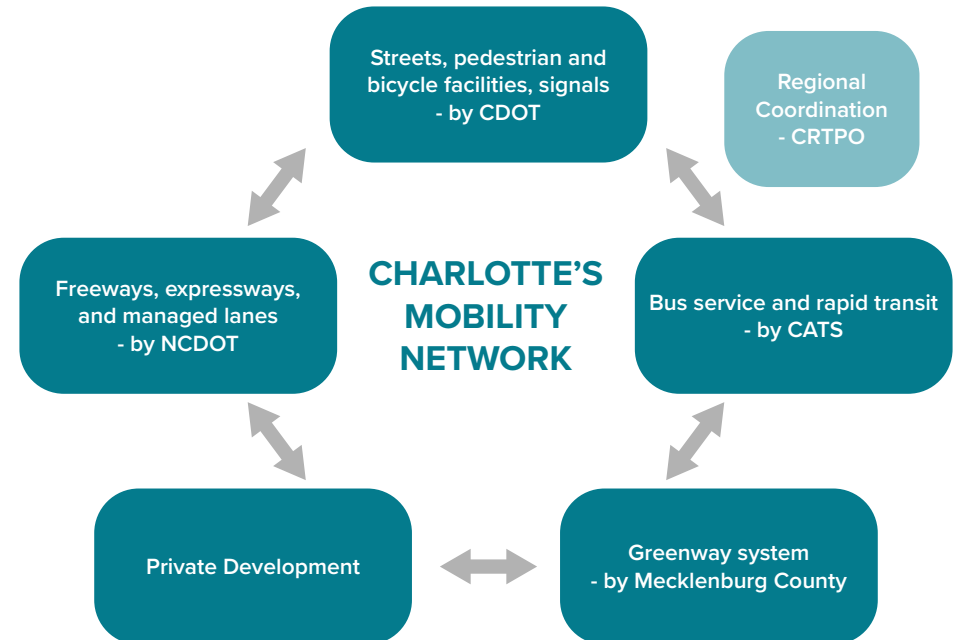 Streets, pedestrian and
bicycle facilities, signals
- by CDOT
Regional
Coordination
- CRTPO
Freeways, expressways,
and managed lanes
- by NCDOT
CHARLOTTE’S
MOBILITY
NETWORK
Bus service and rapid transit
- by CATS
Private Development
Greenway system
- by Mecklenburg County